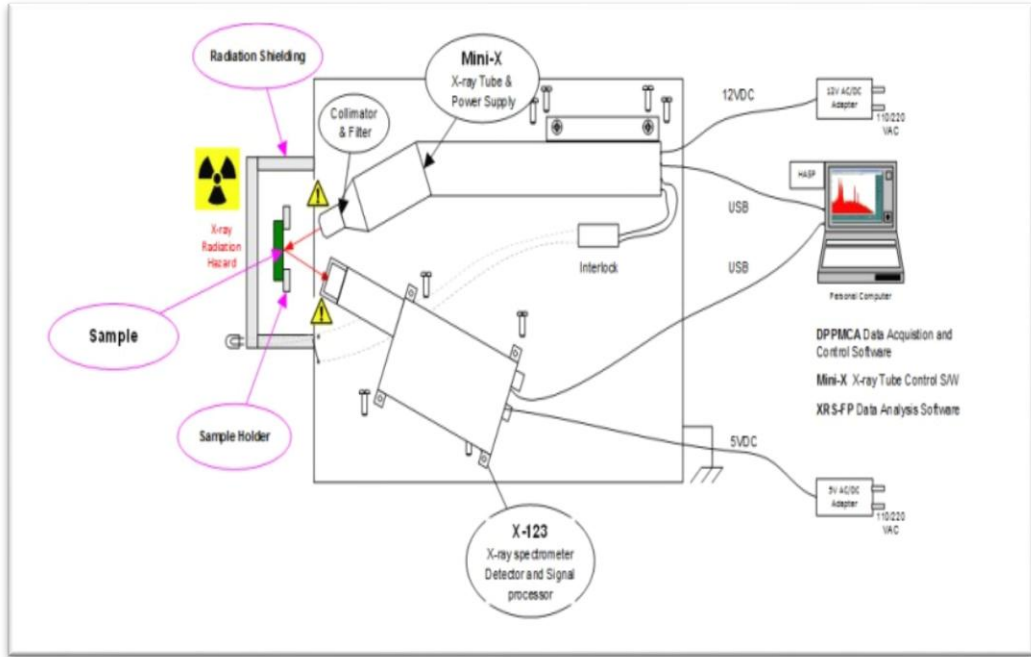 Radiation Shielding
Mini-X
X-ray Tube &
Power Supply
Collimator
& Filter
12VDC
12V AC/DC
Adapter
110/220
VAC
HASP
USB
USB
X-ray
Radiation
Hazard
Interlock
Personal Computer
Sample
DPPMCA Data Acquistion and
Control Software
Mini-X X-ray Tube Control S/W
XRS-FP Data Analysis Software
Sample Holder
5VDC
5V AC/DC
Adapter
110/220
VAC
X-123
X-ray spectrometer
Detector and Signal
processor